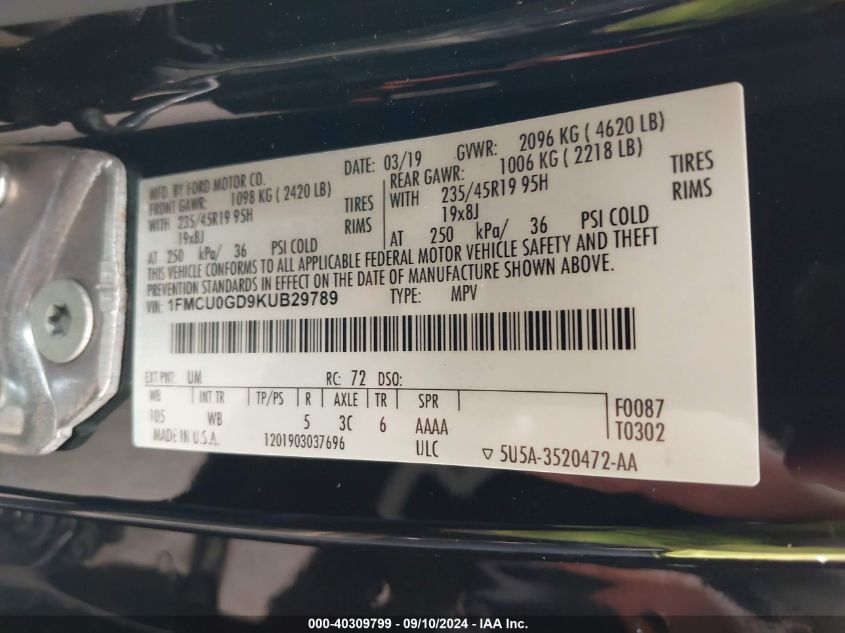 MFD. BY FORD MOTOR CO. DATE: 03/19 GVWR: 2096 KG ( 4620 LB)
FRONT GAWR: 1098 KG ( 2420 LB) REAR GAWR: 1006 KG ( 2218 LB)
WITH 235/45R19 95H TIRES WITH 235/45R19 95H TIRES
19x8J RIMS 19x8J RIMS
AT 250 kPa/ 36 PSI COLD AT 250 kPa/ 36 PSI COLD
THIS VEHICLE CONFORMS TO ALL APPLICABLE FEDERAL MOTOR VEHICLE SAFETY AND THEFT
PREVENTION STANDARDS IN EFFECT ON THE DATE OF MANUFACTURE SHOWN ABOVE.
VIN: 1FMCU0GD9KUB29789 TYPE: MPV
EXT PNT: UM RC: 72 DSO:
WB INT TR TP/PS R AXLE TR SPR F0087
105 WB 5 3C 6 AAAA T0302
MADE IN U.S.A. 1201903037696 ULC ▽ 5U5A-3520472-AA
000-40309799 - 09/10/2024 - IAA Inc.